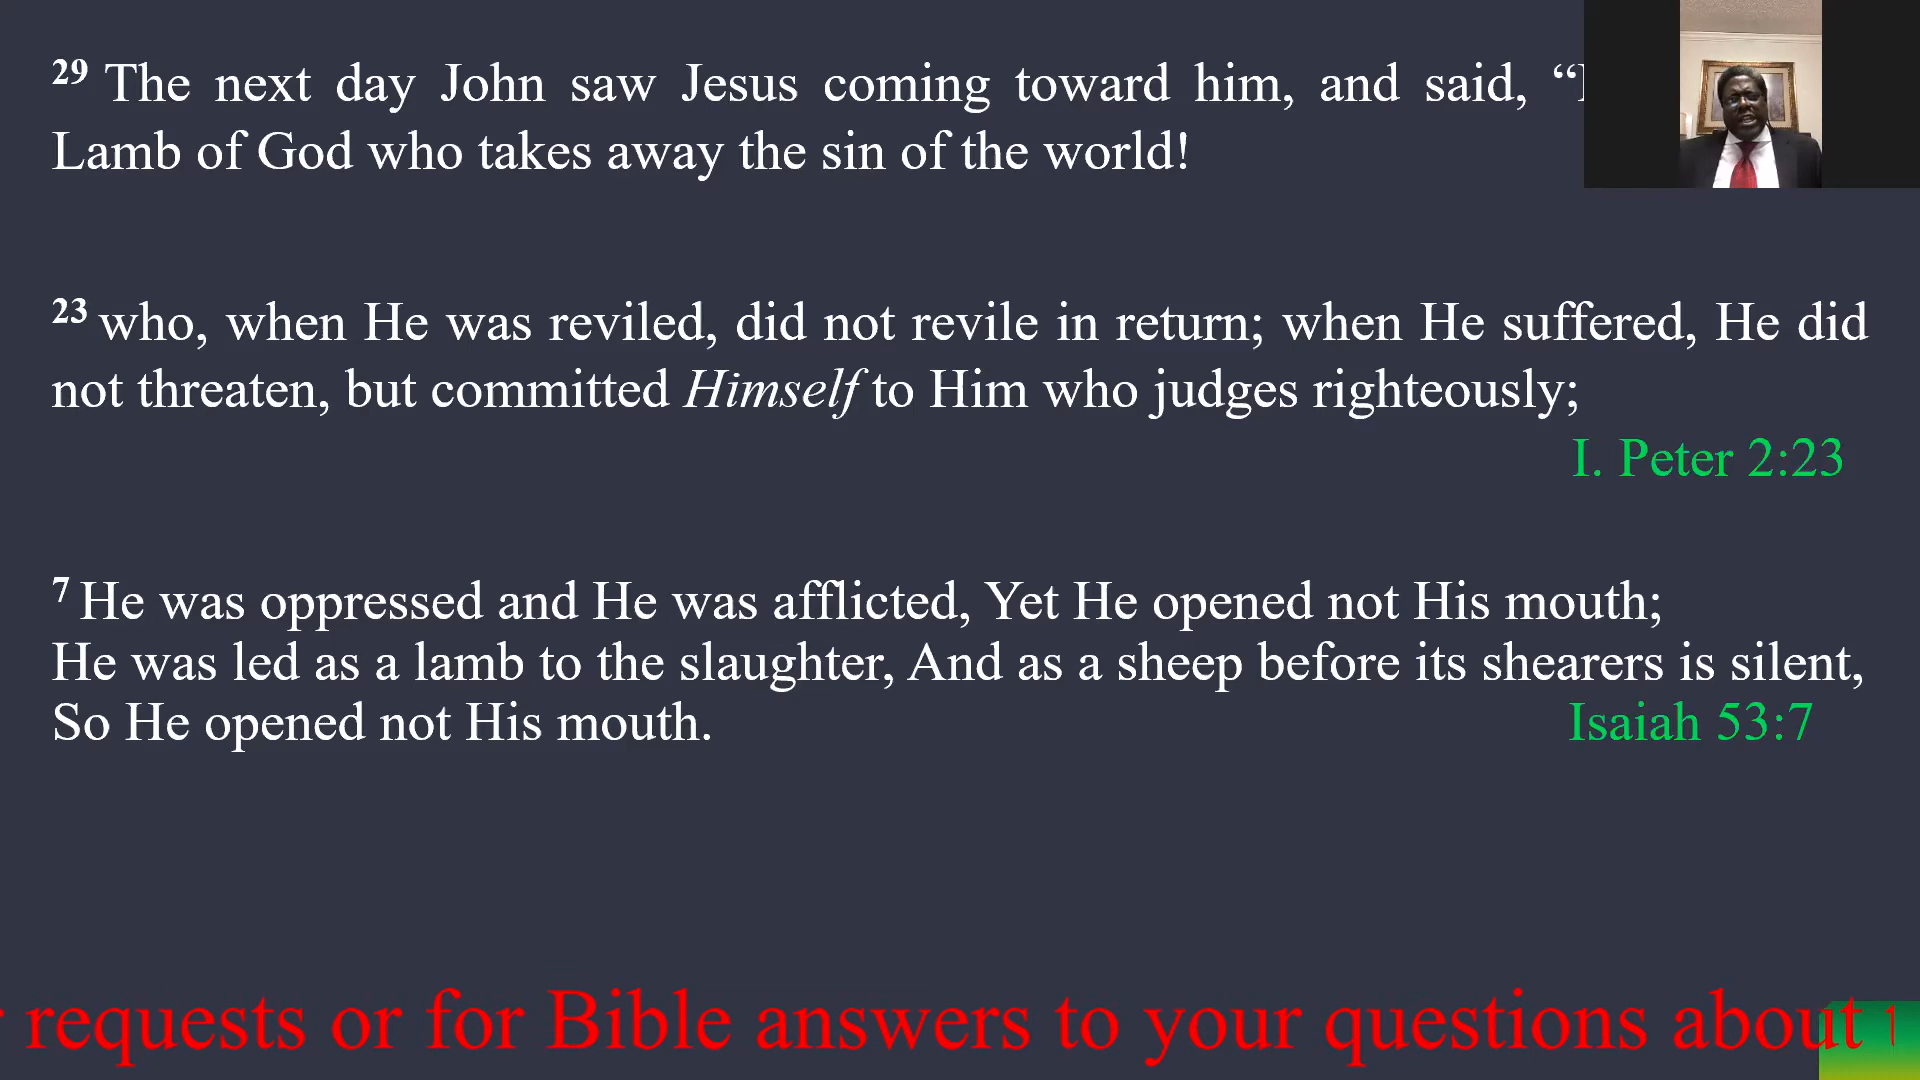 29 The next day John saw Jesus coming toward him, and said, “
Lamb of God who takes away the sin of the world!
23 who, when He was reviled, did not revile in return; when He suffered, He did
not threaten, but committed Himself to Him who judges righteously;
I. Peter 2:23
7 He was oppressed and He was afflicted, Yet He opened not His mouth;
He was led as a lamb to the slaughter, And as a sheep before its shearers is silent,
So He opened not His mouth. Isaiah 53:7
requests or for Bible answers to your questions about